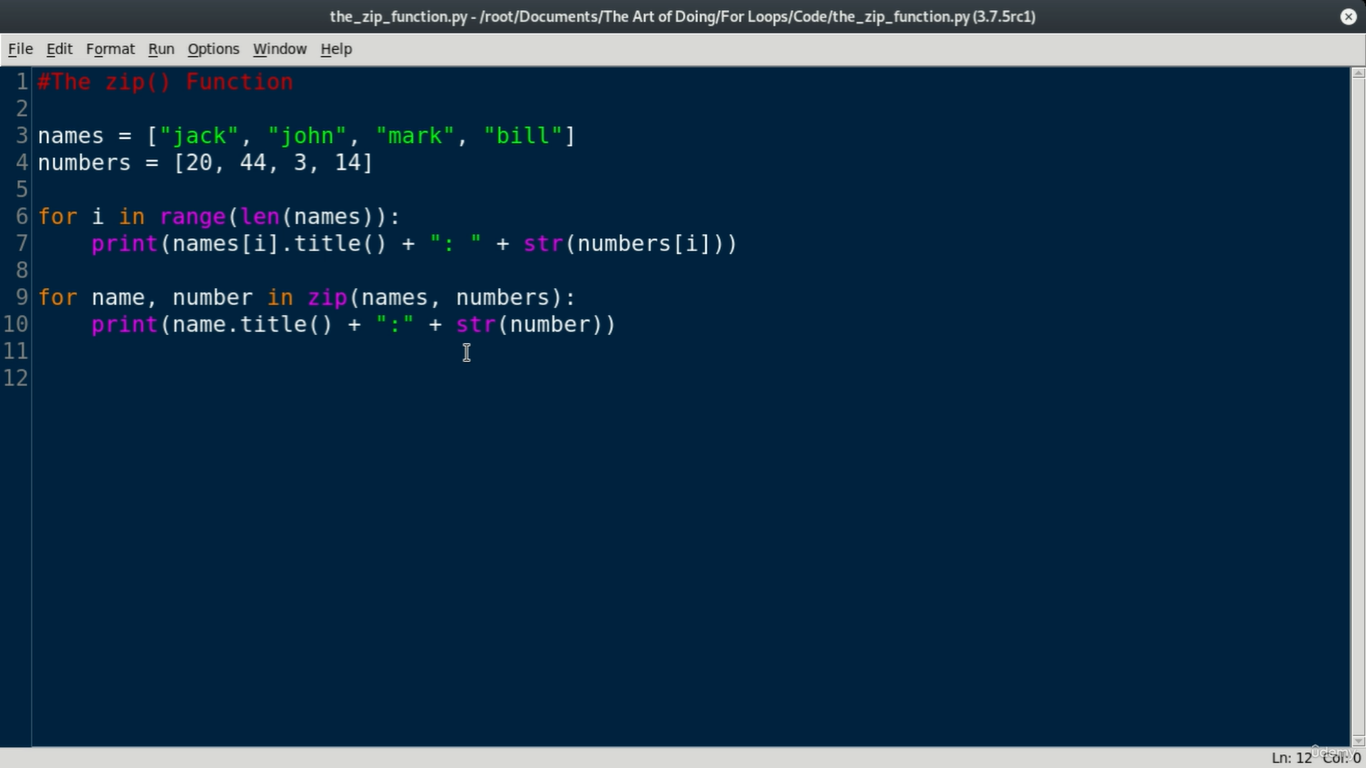 the_zip_function.py - /root/Documents/The Art of Doing/For Loops/Code/the_zip_function.py (3.7.5rc1)
File Edit Format Run Options Window Help
1 #The zip() Function
2
3 names = ["jack", "john", "mark", "bill"]
4 numbers = [20, 44, 3, 14]
5
6 for i in range(len(names)):
7     print(names[i].title() + ": " + str(numbers[i]))
8
9 for name, number in zip(names, numbers):
10     print(name.title() + ":" + str(number))
11
12
Udemy
Ln: 12 Col: 0